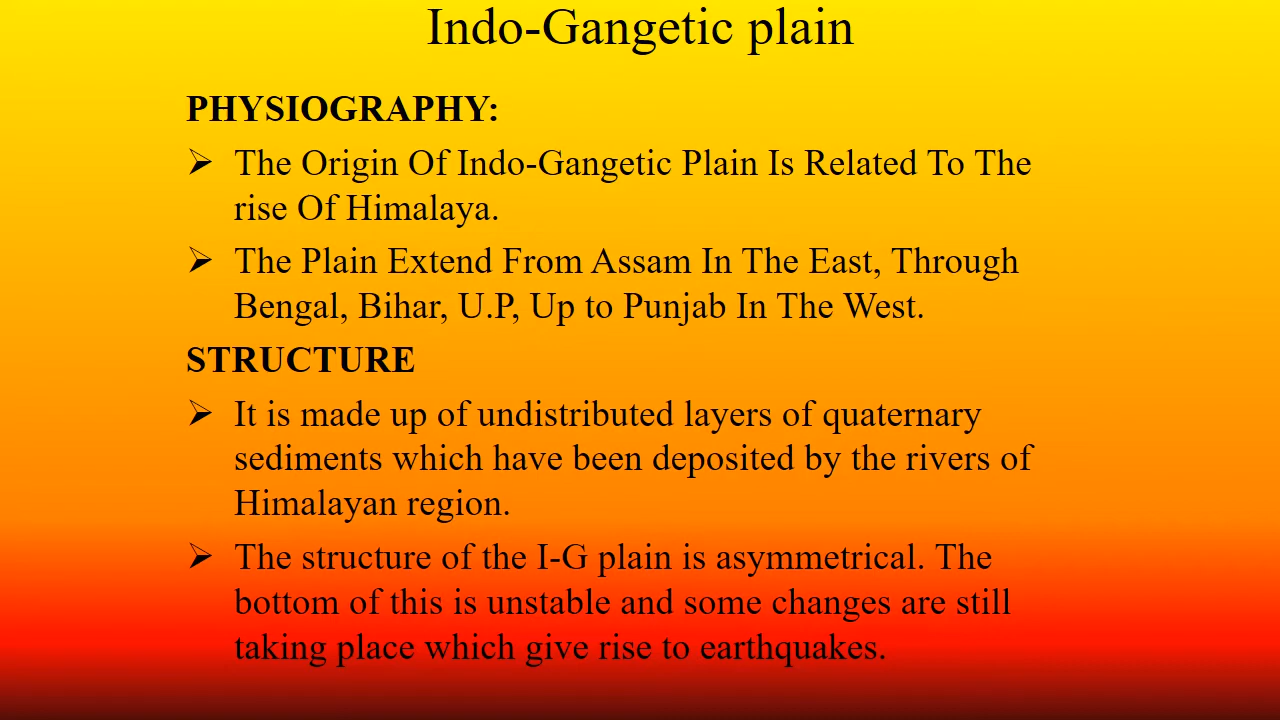 Indo-Gangetic plain
PHYSIOGRAPHY:
➢ The Origin Of Indo-Gangetic Plain Is Related To The
rise Of Himalaya.
➢ The Plain Extend From Assam In The East, Through
Bengal, Bihar, U.P, Up to Punjab In The West.
STRUCTURE
➢ It is made up of undistributed layers of quaternary
sediments which have been deposited by the rivers of
Himalayan region.
➢ The structure of the I-G plain is asymmetrical. The
bottom of this is unstable and some changes are still
taking place which give rise to earthquakes.